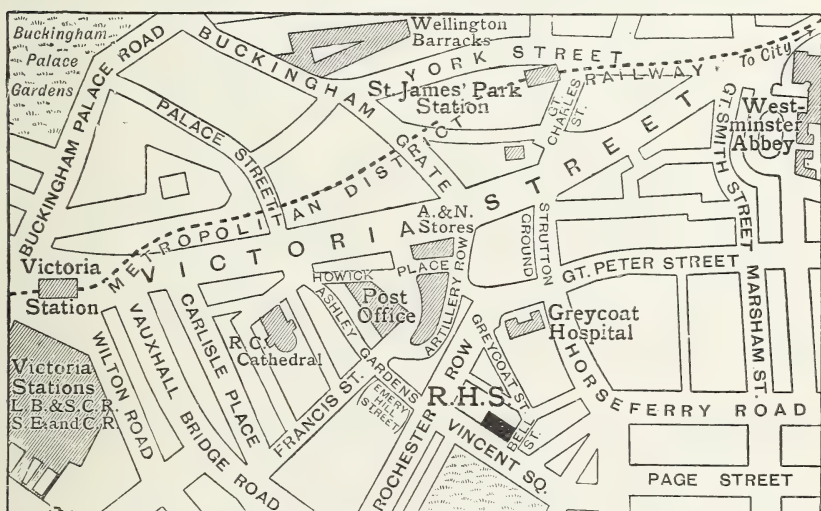 Buckingham
Palace
Gardens
BUCKINGHAM PALACE ROAD
BUCKINGHAM GRATE
Wellington
Barracks
YORK STREET
To City
St. James' Park
Station
METROPOLITAN DISTRICT RAILWAY
GT. CHARLES ST.
GT. SMITH STREET
West-
minster
Abbey
PALACE STREET
VICTORIA STREET
A. & N.
Stores
STRUTTON
GROUND
Victoria
Station
HOWICK PLACE
ARTILLERY ROW
GT. PETER STREET
MARSHAM ST.
Post
Office
ASHLEY GARDENS
R.C.
Cathedral
CARLISLE PLACE
VAUXHALL BRIDGE ROAD
WILTON ROAD
Victoria
Stations
L.B. & S.C.R.
S.E. and C.R.
FRANCIS ST.
EMERY
HILL
STREET
ROCHESTER ROW
GREYCOAT ST.
Greycoat
Hospital
HORSEFERRY ROAD
R.H.S.
BELL ST.
VINCENT SQ.
PAGE STREET